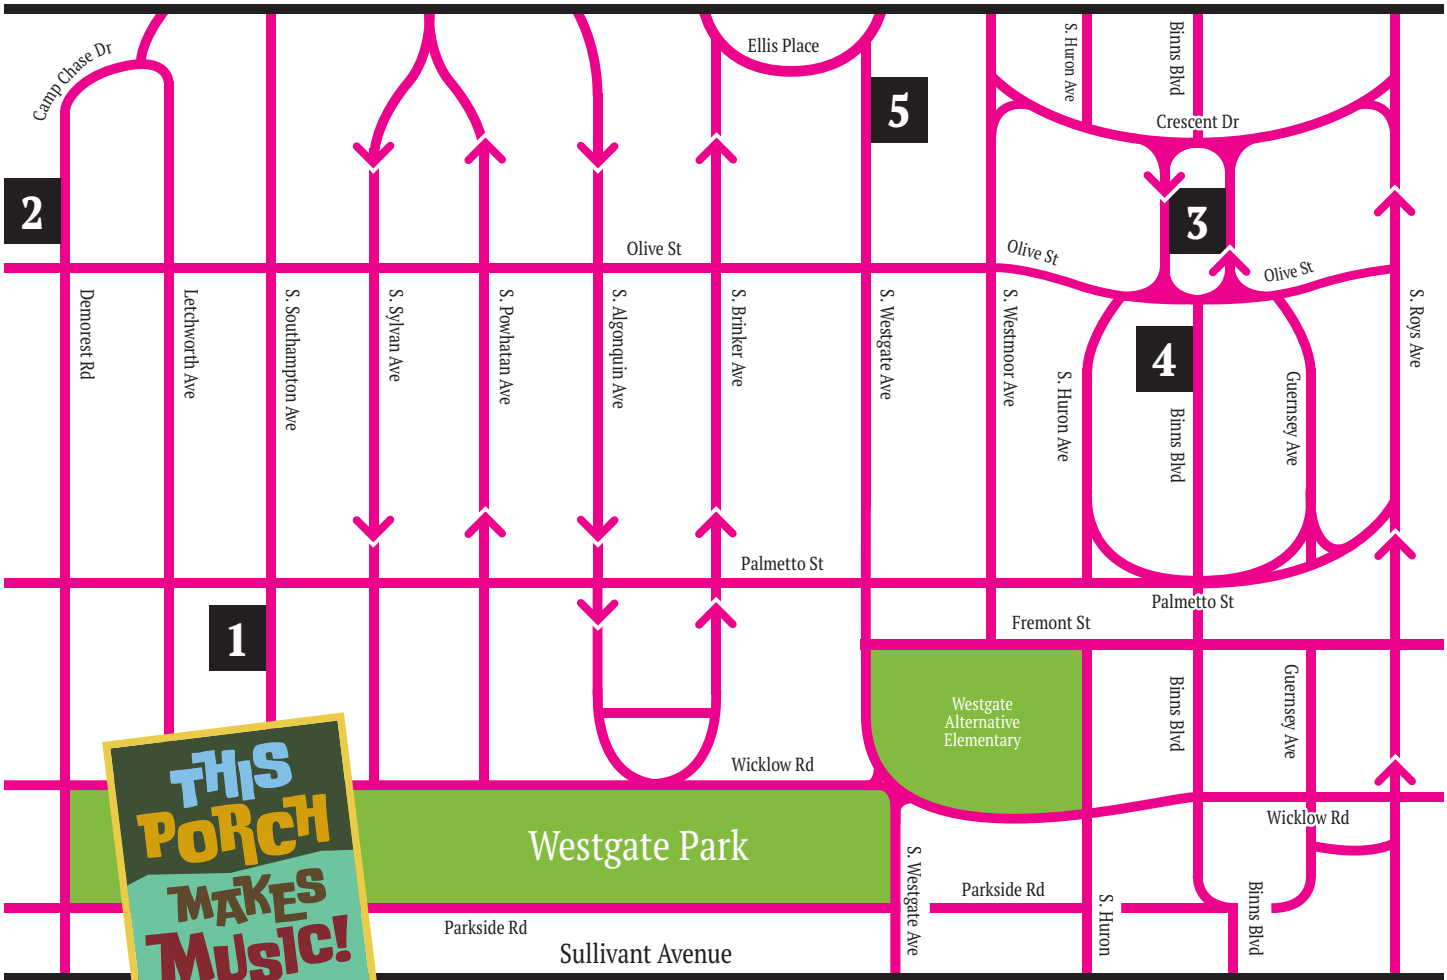 Camp Chase Dr
Ellis Place
S. Huron Ave
Binns Blvd
Crescent Dr
5
2
3
Olive St
Olive St
Olive St
Demorest Rd
Letchworth Ave
S. Southampton Ave
S. Sylvan Ave
S. Powhatan Ave
S. Algonquin Ave
S. Brinker Ave
S. Westgate Ave
S. Westmoor Ave
S. Roys Ave
4
S. Huron Ave
Binns Blvd
Guernsey Ave
Palmetto St
Palmetto St
1
Fremont St
Westgate
Alternative
Elementary
Binns Blvd
Guernsey Ave
Wicklow Rd
Wicklow Rd
Westgate Park
S. Westgate Ave
Parkside Rd
S. Huron
Binns Blvd
Parkside Rd
Sullivant Avenue
THIS
PORCH
MAKES
MUSIC!